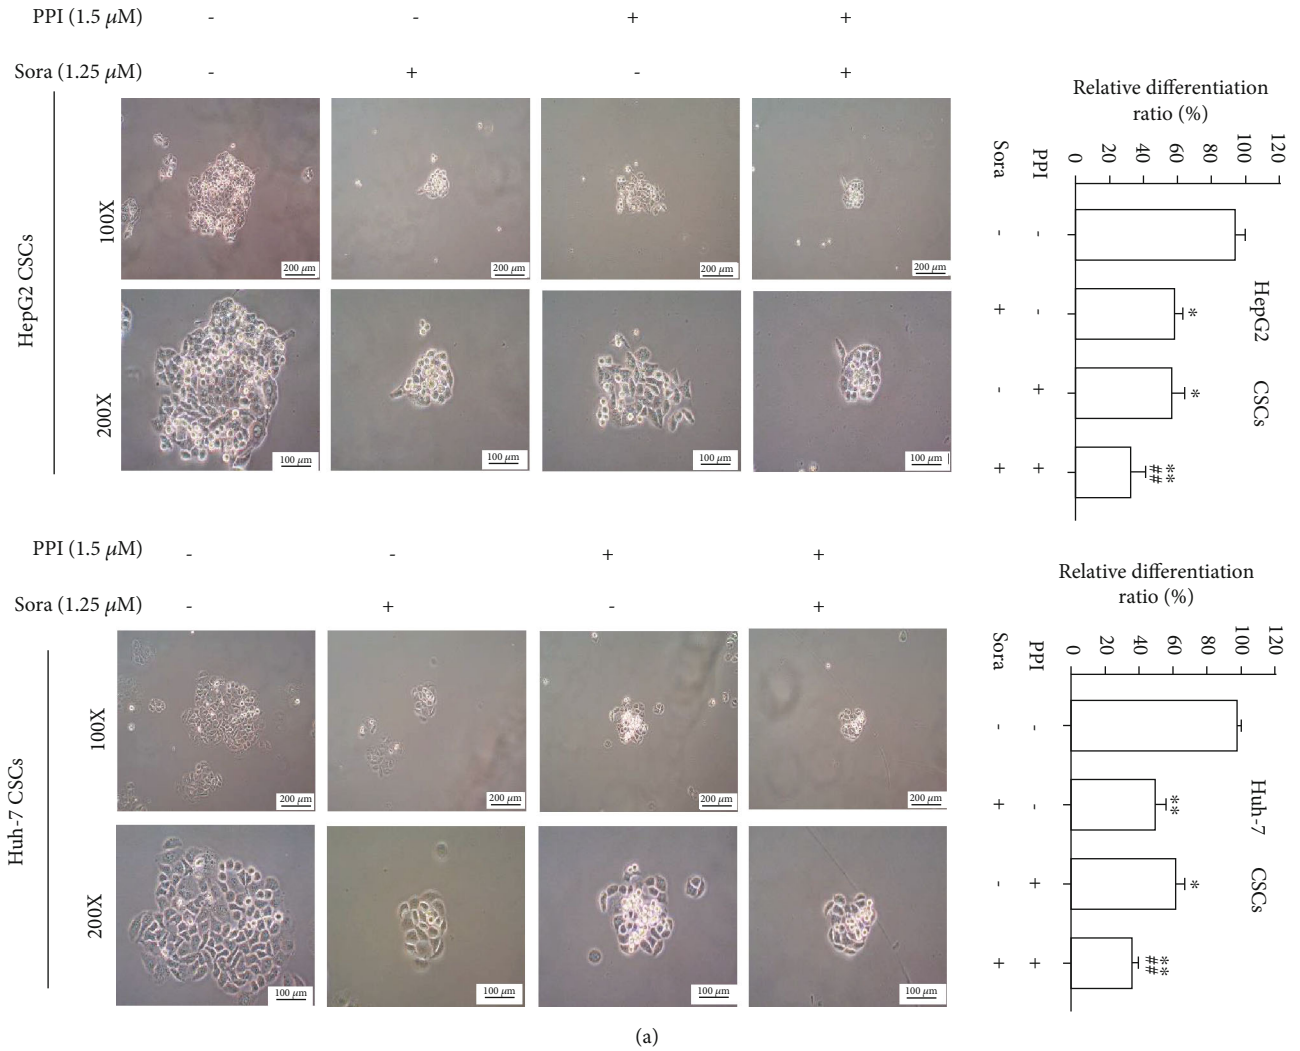 PPI (1.5 μM) - - + +
Sora (1.25 μM) - + - +
HepG2 CSCs
100X
200 μm
200 μm
200 μm
200 μm
200X
100 μm
100 μm
100 μm
100 μm
Relative differentiation
ratio (%)
0 20 40 60 80 100 120
HepG2 CSCs
* * ** ##
PPI - - + +
Sora - + - +
PPI (1.5 μM) - - + +
Sora (1.25 μM) - + - +
Huh-7 CSCs
100X
200 μm
200 μm
200 μm
200 μm
200X
100 μm
100 μm
100 μm
100 μm
Relative differentiation
ratio (%)
0 20 40 60 80 100 120
Huh-7 CSCs
** * ** ##
PPI - - + +
Sora - + - +
(a)